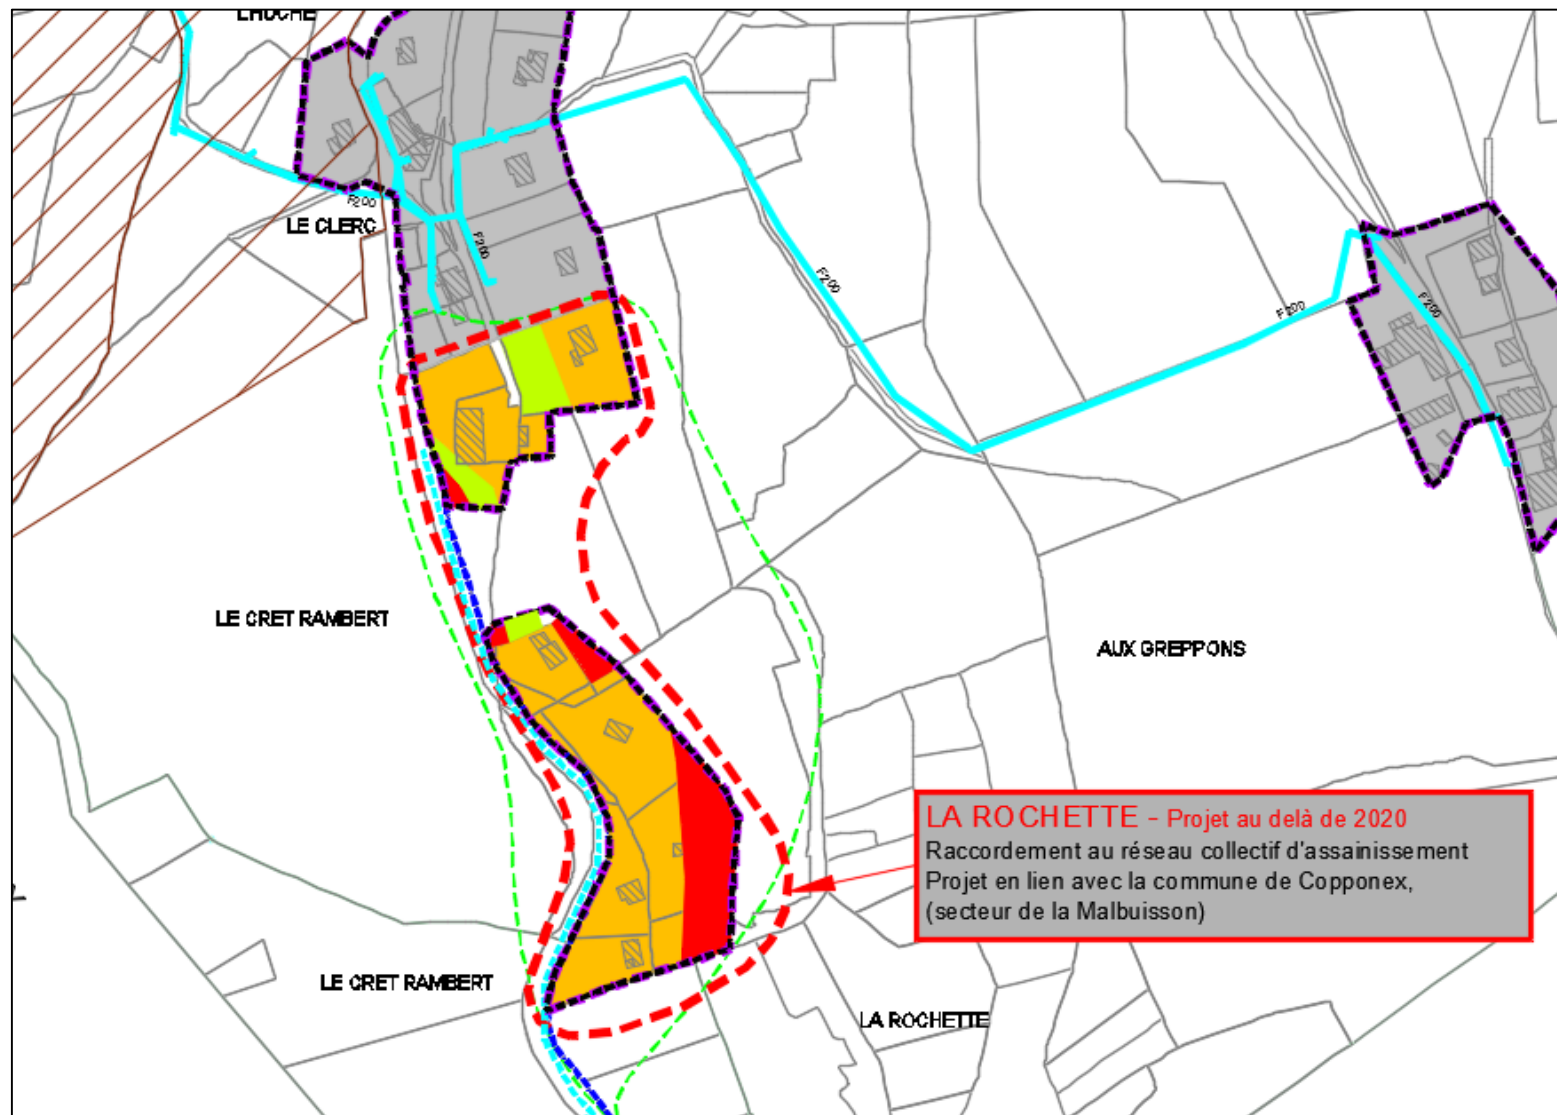 LHUCHE
F200
LE CLERC
F200
F200
F200
F200
LE CRET RAMBERT
AUX GREPPONS
LA ROCHETTE - Projet au delà de 2020
Raccordement au réseau collectif d'assainissement
Projet en lien avec la commune de Copponex,
(secteur de la Malbuisson)
LE CRET RAMBERT
LA ROCHETTE